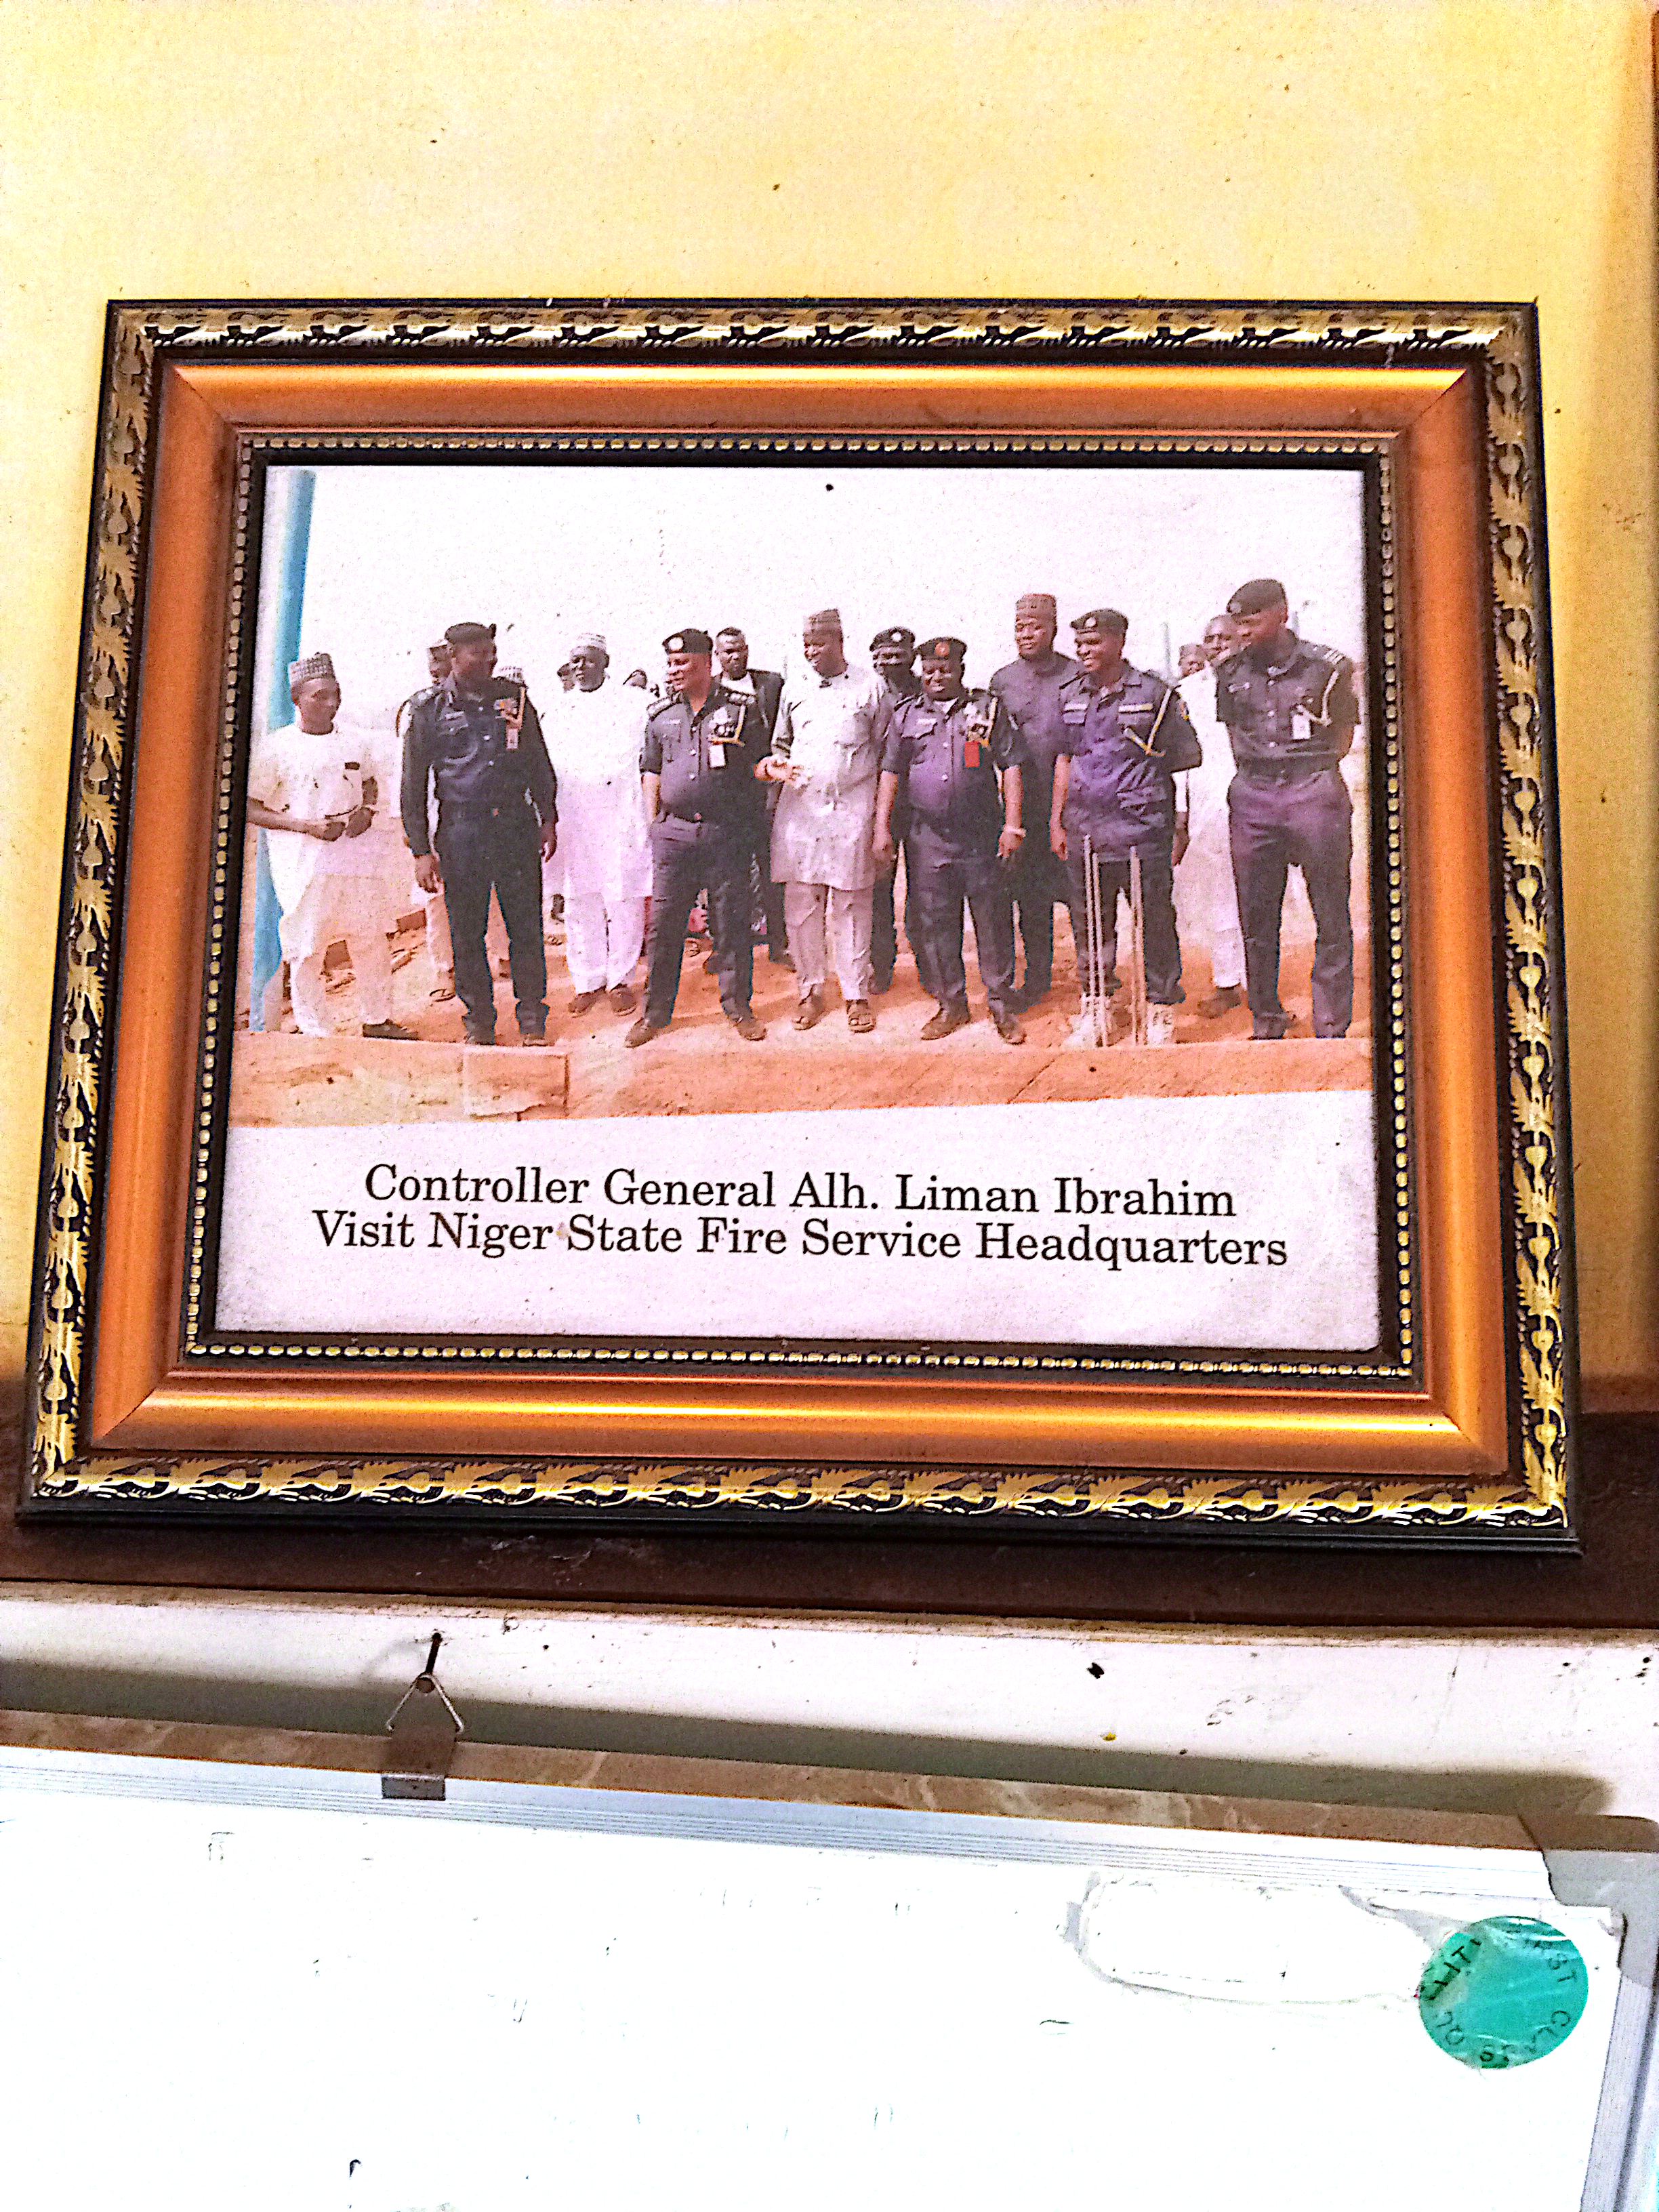 Controller General Alh. Liman Ibrahim
Visit Niger State Fire Service Headquarters